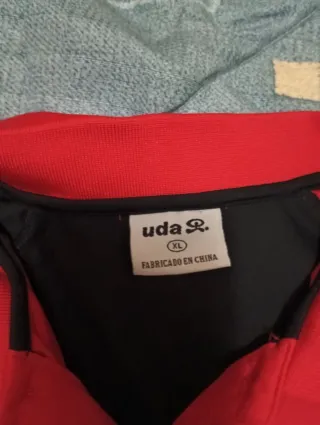 uda R.
XL
FABRICADO EN CHINA